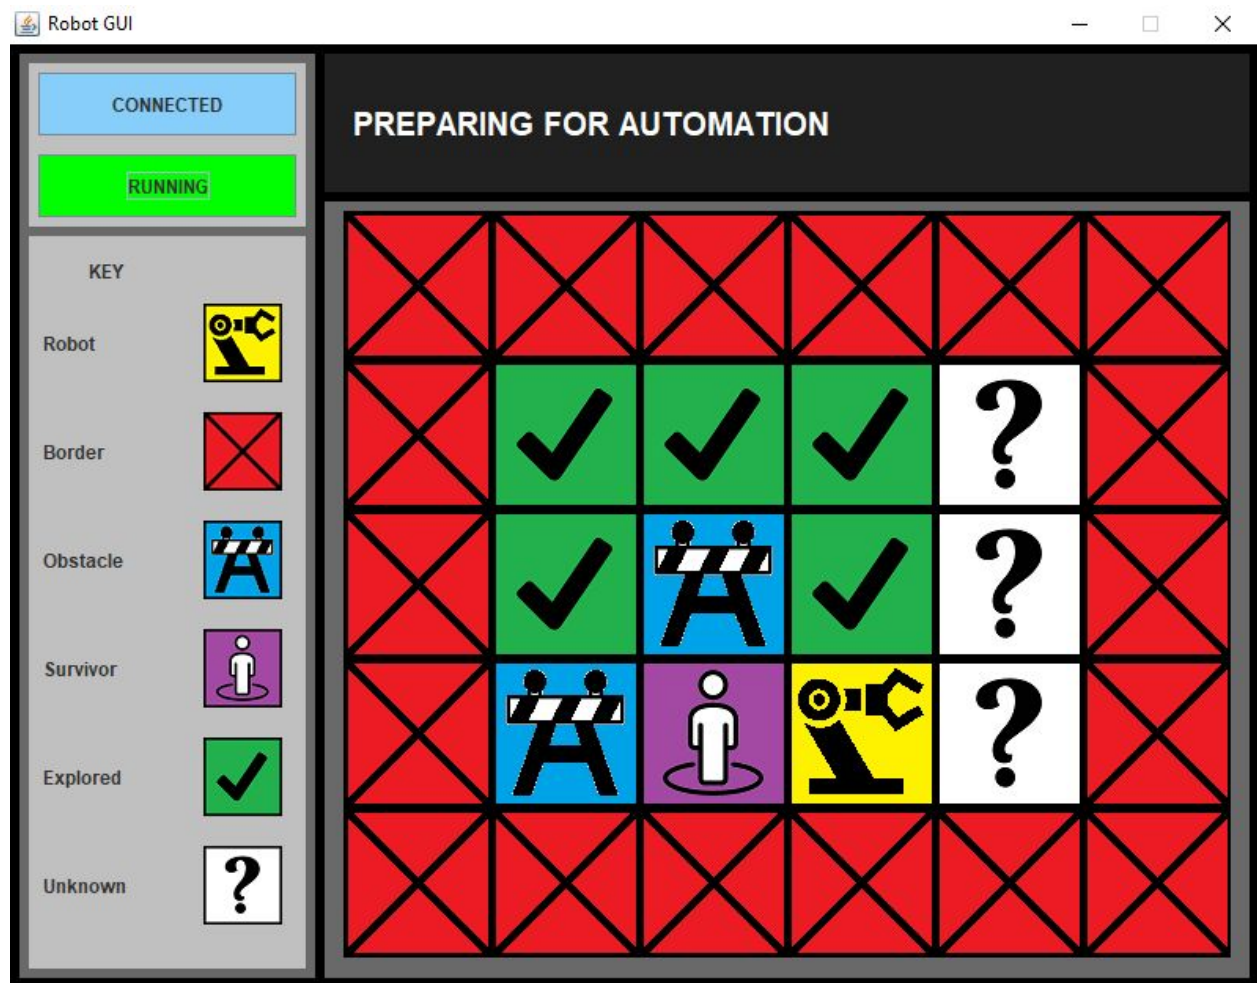 Robot GUI
CONNECTED
RUNNING
PREPARING FOR AUTOMATION
KEY
Robot
Border
Obstacle
Survivor
Explored
Unknown
?
?
?
?